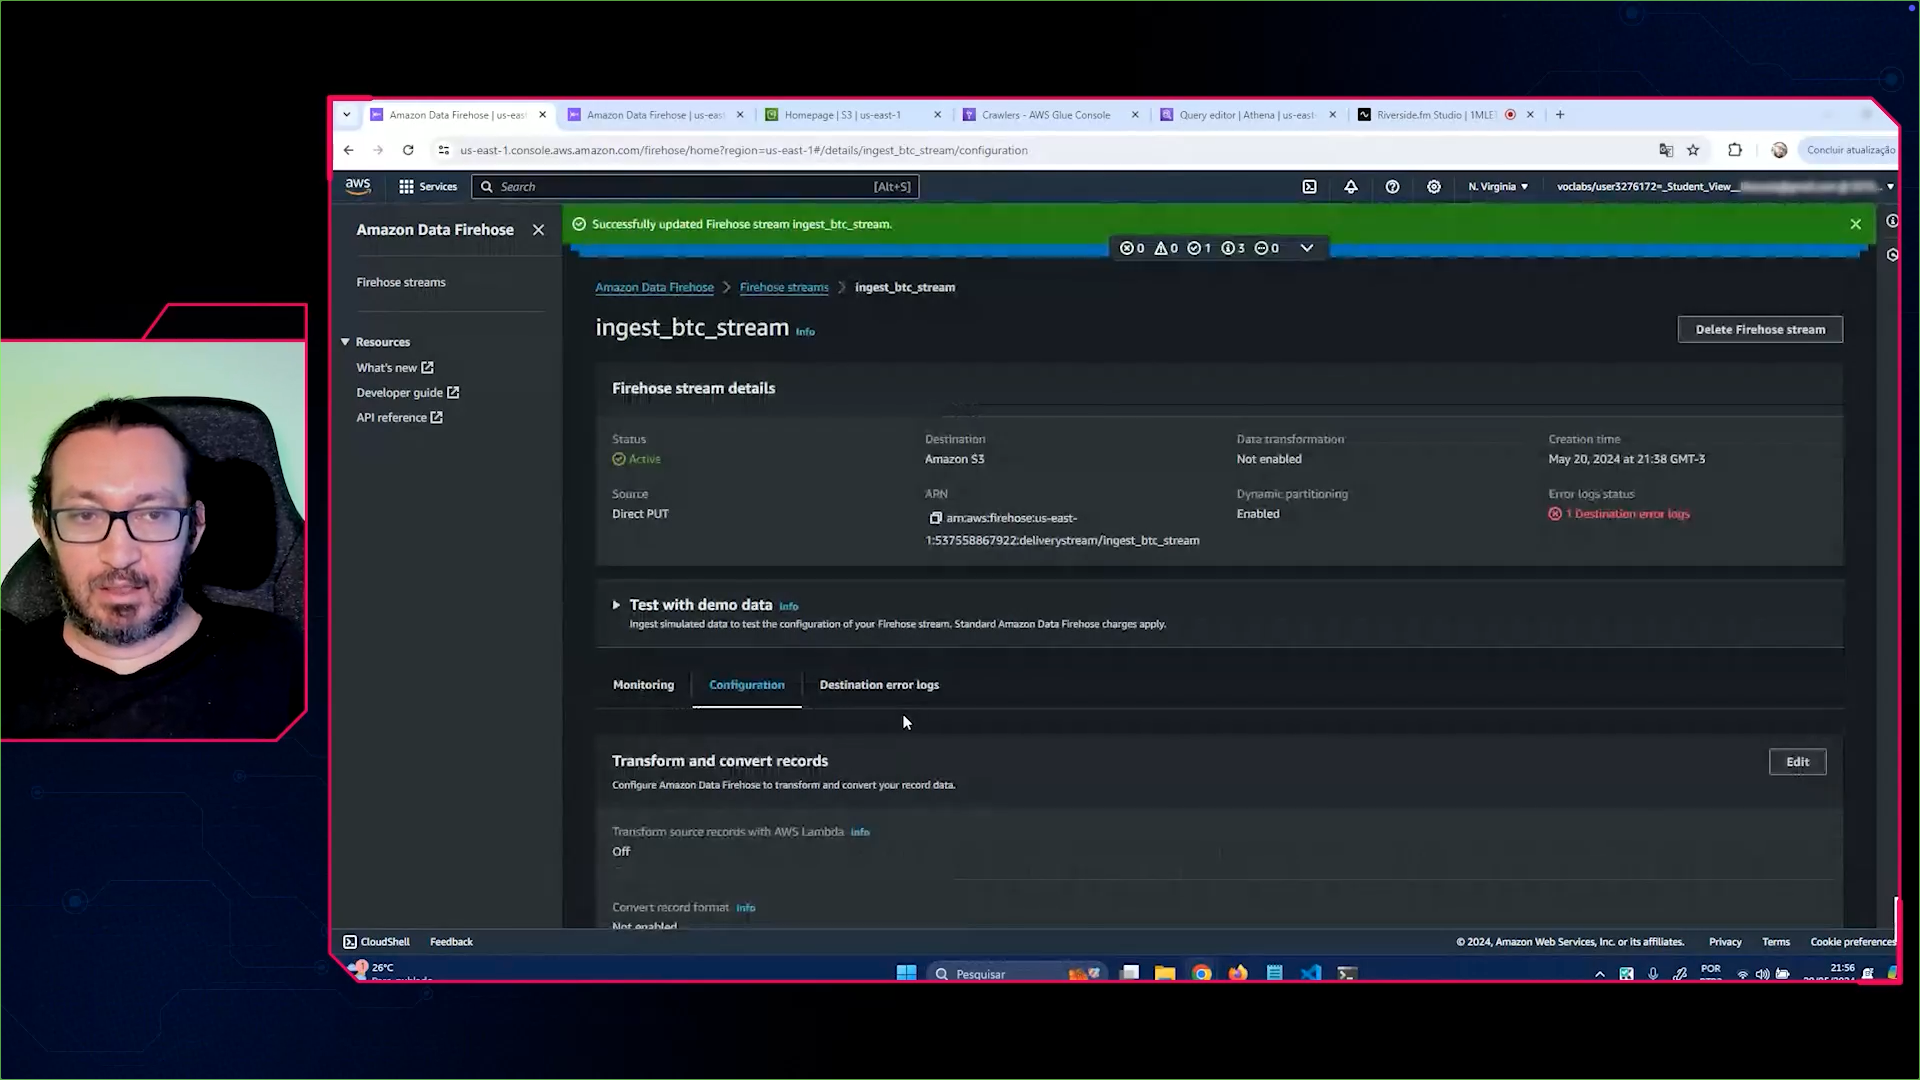 Amazon Data Firehose | us-eas
Amazon Data Firehose | us-eas
Homepage | S3 | us-east-1
Crawlers - AWS Glue Console
Query editor | Athena | us-east-
Riverside.fm Studio | 1MLE
us-east-1.console.aws.amazon.com/firehose/home?region=us-east-1#/details/ingest_btc_stream/configuration
Concluir atualização
aws
Services
Search
[Alt+S]
N. Virginia
voclabs/user3276172=_Student_View_
Amazon Data Firehose
Firehose streams
Resources
What's new
Developer guide
API reference
Successfully updated Firehose stream ingest_btc_stream.
0 0 1 3 0
Amazon Data Firehose
Firehose streams
ingest_btc_stream
ingest_btc_stream Info
Delete Firehose stream
Firehose stream details
Status
Active
Destination
Amazon S3
Data transformation
Not enabled
Creation time
May 20, 2024 at 21:38 GMT-3
Source
Direct PUT
ARN
arn:aws:firehose:us-east-
1:537558867922:deliverystream/ingest_btc_stream
Dynamic partitioning
Enabled
Error logs status
1 Destination error logs
Test with demo data Info
Ingest simulated data to test the configuration of your Firehose stream. Standard Amazon Data Firehose charges apply.
Monitoring
Configuration
Destination error logs
Transform and convert records
Edit
Configure Amazon Data Firehose to transform and convert your record data.
Transform source records with AWS Lambda Info
Off
Convert record format Info
Not enabled
CloudShell
Feedback
© 2024, Amazon Web Services, Inc. or its affiliates.
Privacy
Terms
Cookie preferences
1
26°C
Pesquisar
POR
21:56